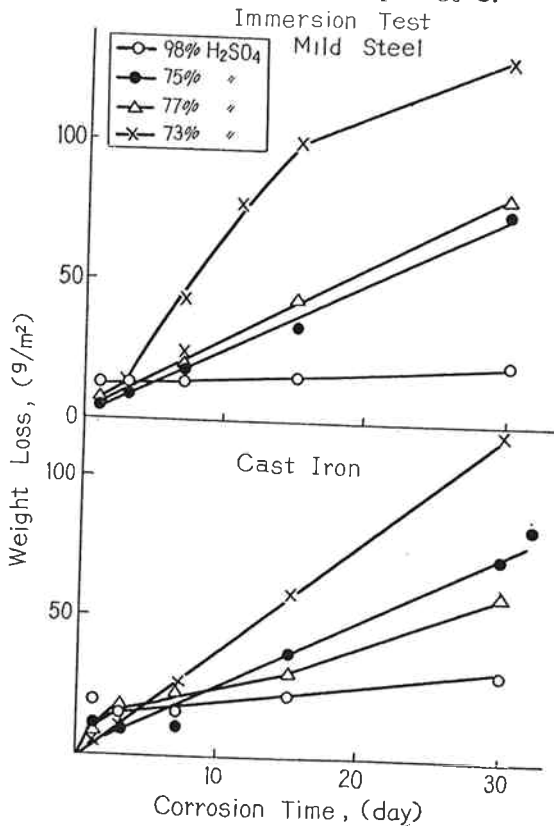 Immersion Test
Mild Steel
98% H₂SO₄
75% 〃
77% 〃
73% 〃
100
50
0
Weight Loss, (g/m²)
Cast Iron
100
50
10 20 30
Corrosion Time, (day)